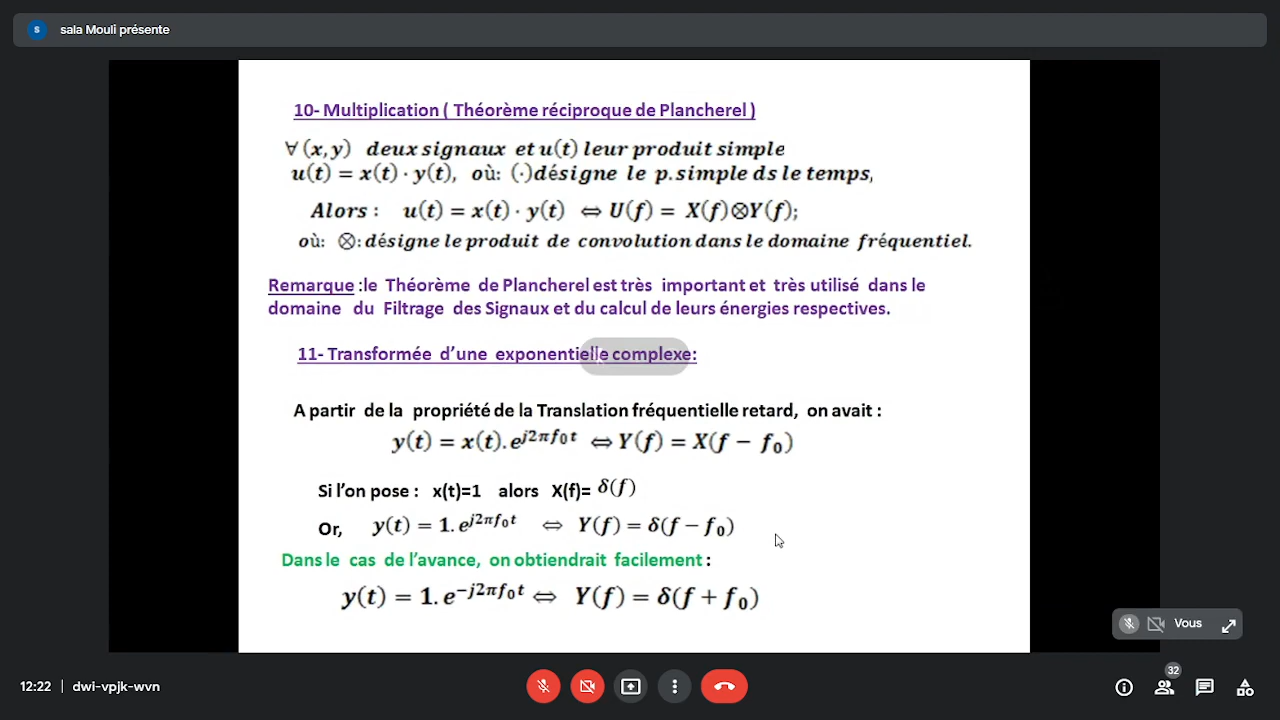 S sala Mouli présente
10- Multiplication ( Théorème réciproque de Plancherel )
∀ (x, y) deux signaux et u(t) leur produit simple
u(t) = x(t) · y(t), où: (·)désigne le p. simple ds le temps,
Alors : u(t) = x(t) · y(t) ⇔ U(f) = X(f)⊗Y(f);
où: ⊗: désigne le produit de convolution dans le domaine fréquentiel.
Remarque :le Théorème de Plancherel est très important et très utilisé dans le
domaine du Filtrage des Signaux et du calcul de leurs énergies respectives.
11- Transformée d’une exponentielle complexe:
A partir de la propriété de la Translation fréquentielle retard, on avait :
y(t) = x(t). e^{j2πf₀t} ⇔ Y(f) = X(f − f₀)
Si l’on pose : x(t)=1 alors X(f)= δ(f)
Or, y(t) = 1. e^{j2πf₀t} ⇔ Y(f) = δ(f − f₀)
Dans le cas de l’avance, on obtiendrait facilement :
y(t) = 1. e^{−j2πf₀t} ⇔ Y(f) = δ(f + f₀)
Vous
12:22 | dwi-vpjk-wvn
32